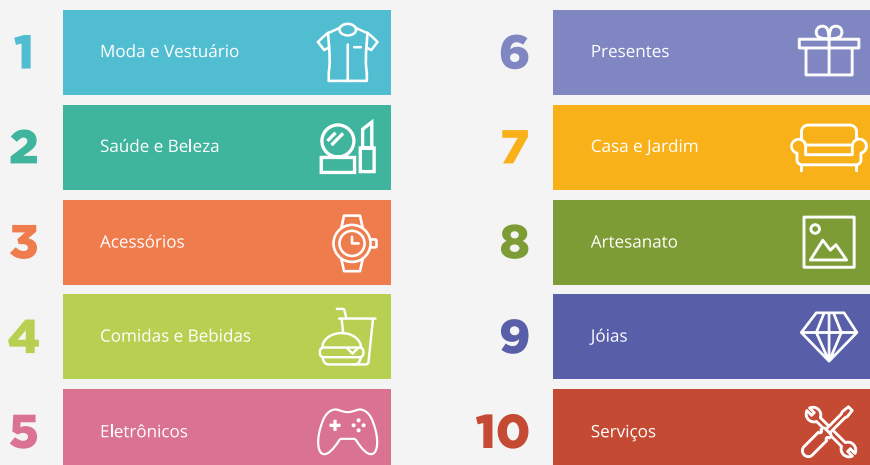 1 Moda e Vestuário
2 Saúde e Beleza
3 Acessórios
4 Comidas e Bebidas
5 Eletrônicos
6 Presentes
7 Casa e Jardim
8 Artesanato
9 Jóias
10 Serviços